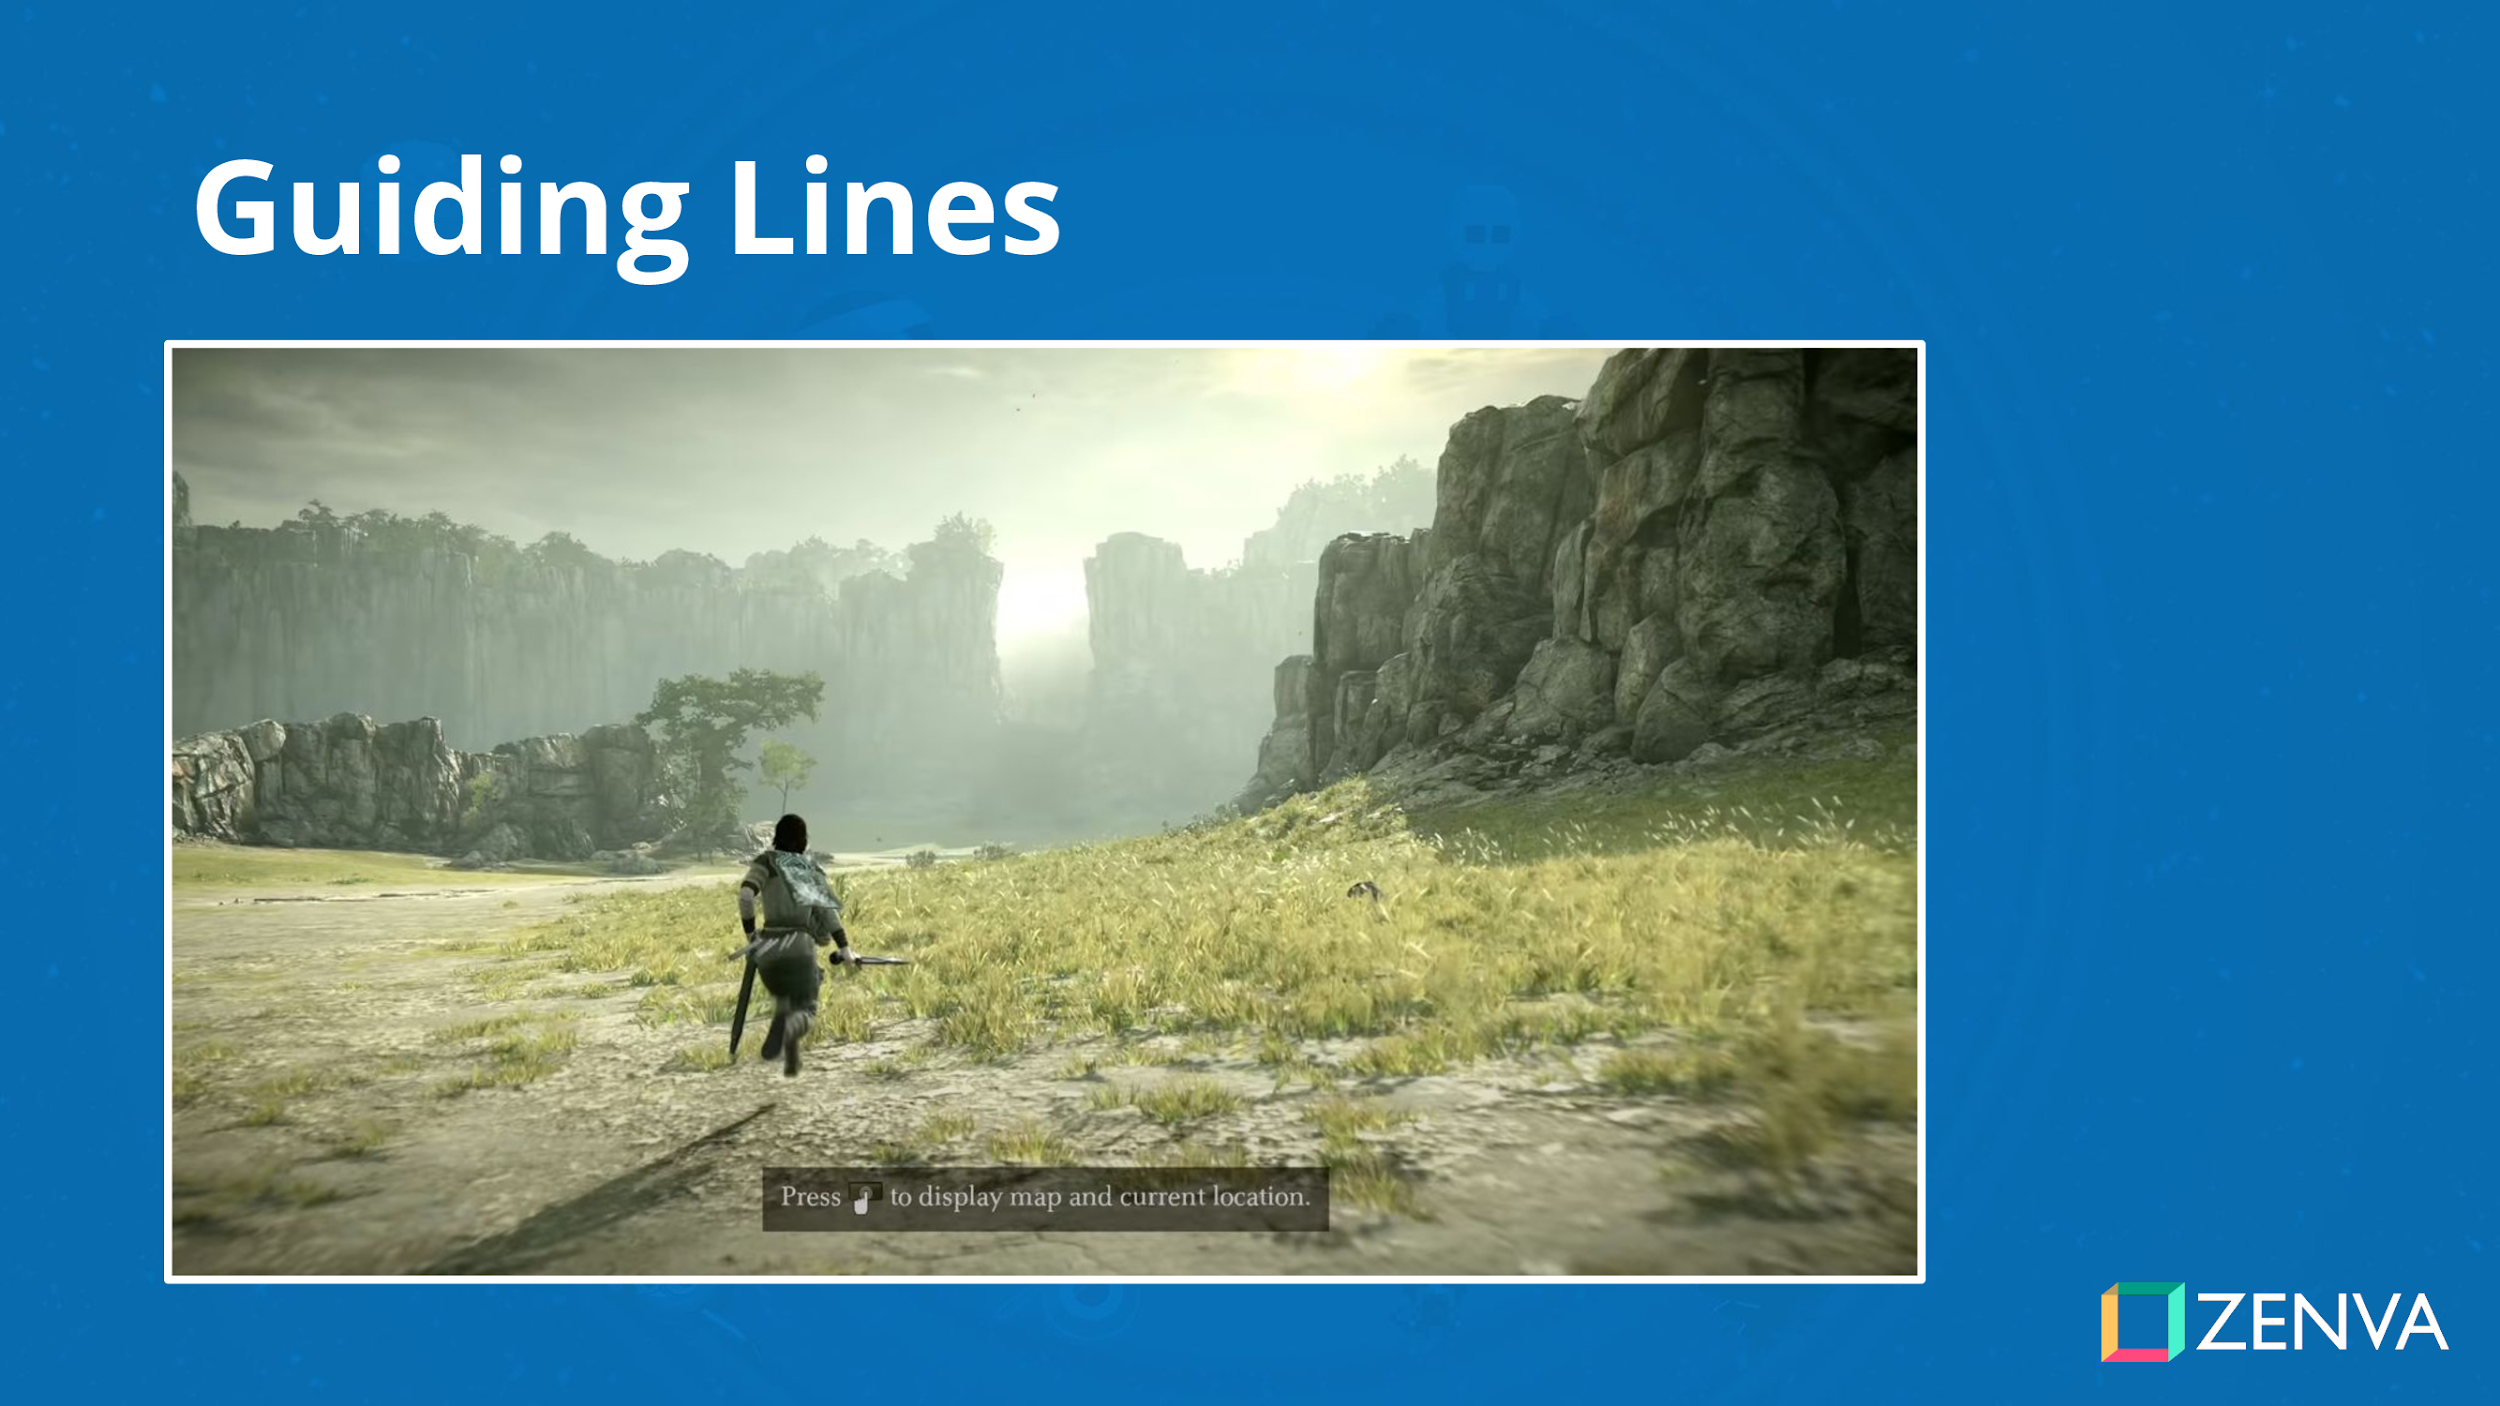 Guiding Lines
Press to display map and current location.
ZENVA